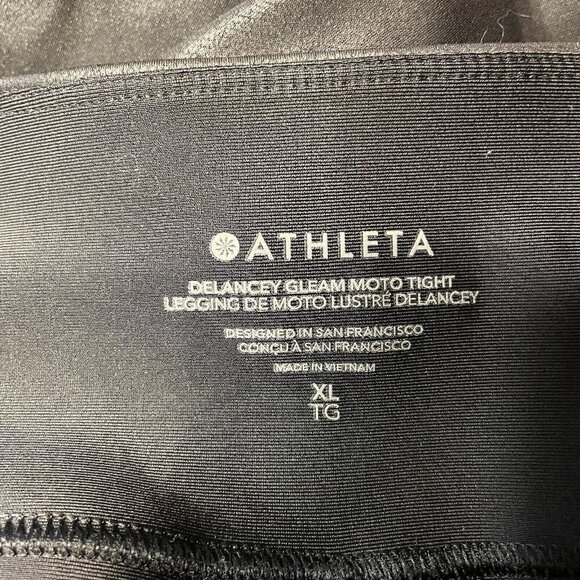 ATHLETA
DELANCEY GLEAM MOTO TIGHT
LEGGING DE MOTO LUSTRÉ DELANCEY
DESIGNED IN SAN FRANCISCO
CONÇU À SAN FRANCISCO
MADE IN VIETNAM
XL
TG